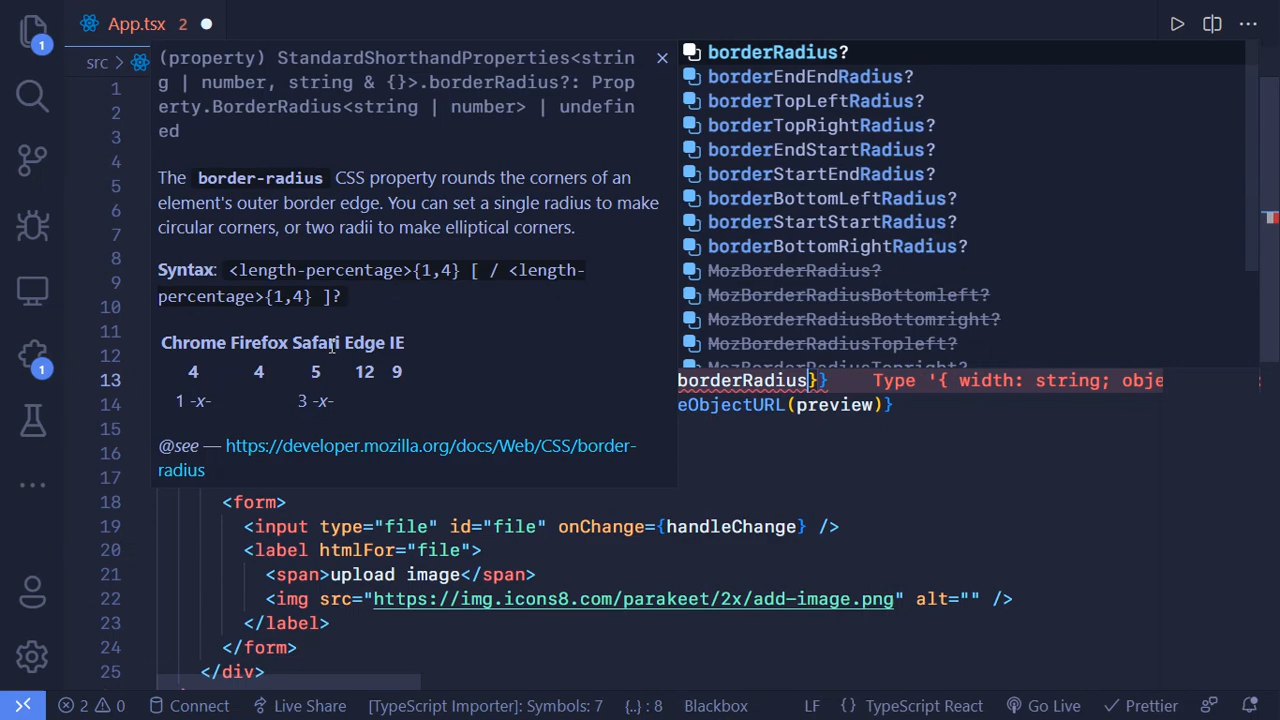 App.tsx 2
1
src >
(property) StandardShorthandProperties<strin
g | number, string & {}>.borderRadius?: Prop
erty.BorderRadius<string | number> | undefin
ed
The border-radius CSS property rounds the corners of an
element's outer border edge. You can set a single radius to make
circular corners, or two radii to make elliptical corners.
Syntax: <length-percentage>{1,4} [ / <length-
percentage>{1,4} ]?
Chrome Firefox Safari Edge IE
4 4 5 12 9
1 -x- 3 -x-
@see — https://developer.mozilla.org/docs/Web/CSS/border-
radius
borderRadius?
borderEndEndRadius?
borderTopLeftRadius?
borderTopRightRadius?
borderEndStartRadius?
borderStartEndRadius?
borderBottomLeftRadius?
borderStartStartRadius?
borderBottomRightRadius?
MozBorderRadius?
MozBorderRadiusBottomleft?
MozBorderRadiusBottomright?
MozBorderRadiusTopleft?
MozBorderRadiusTopright?
1
2
3
4
5
6
7
8
9
10
11
12
13 borderRadius}} Type '{ width: string; obje
14 eObjectURL(preview)}
15
16
17
18 <form>
19 <input type="file" id="file" onChange={handleChange} />
20 <label htmlFor="file">
21 <span>upload image</span>
22 <img src="https://img.icons8.com/parakeet/2x/add-image.png" alt="" />
23 </label>
24 </form>
25 </div>
1
2 0 Connect Live Share [TypeScript Importer]: Symbols: 7 {..} : 8 Blackbox LF {} TypeScript React Go Live Prettier